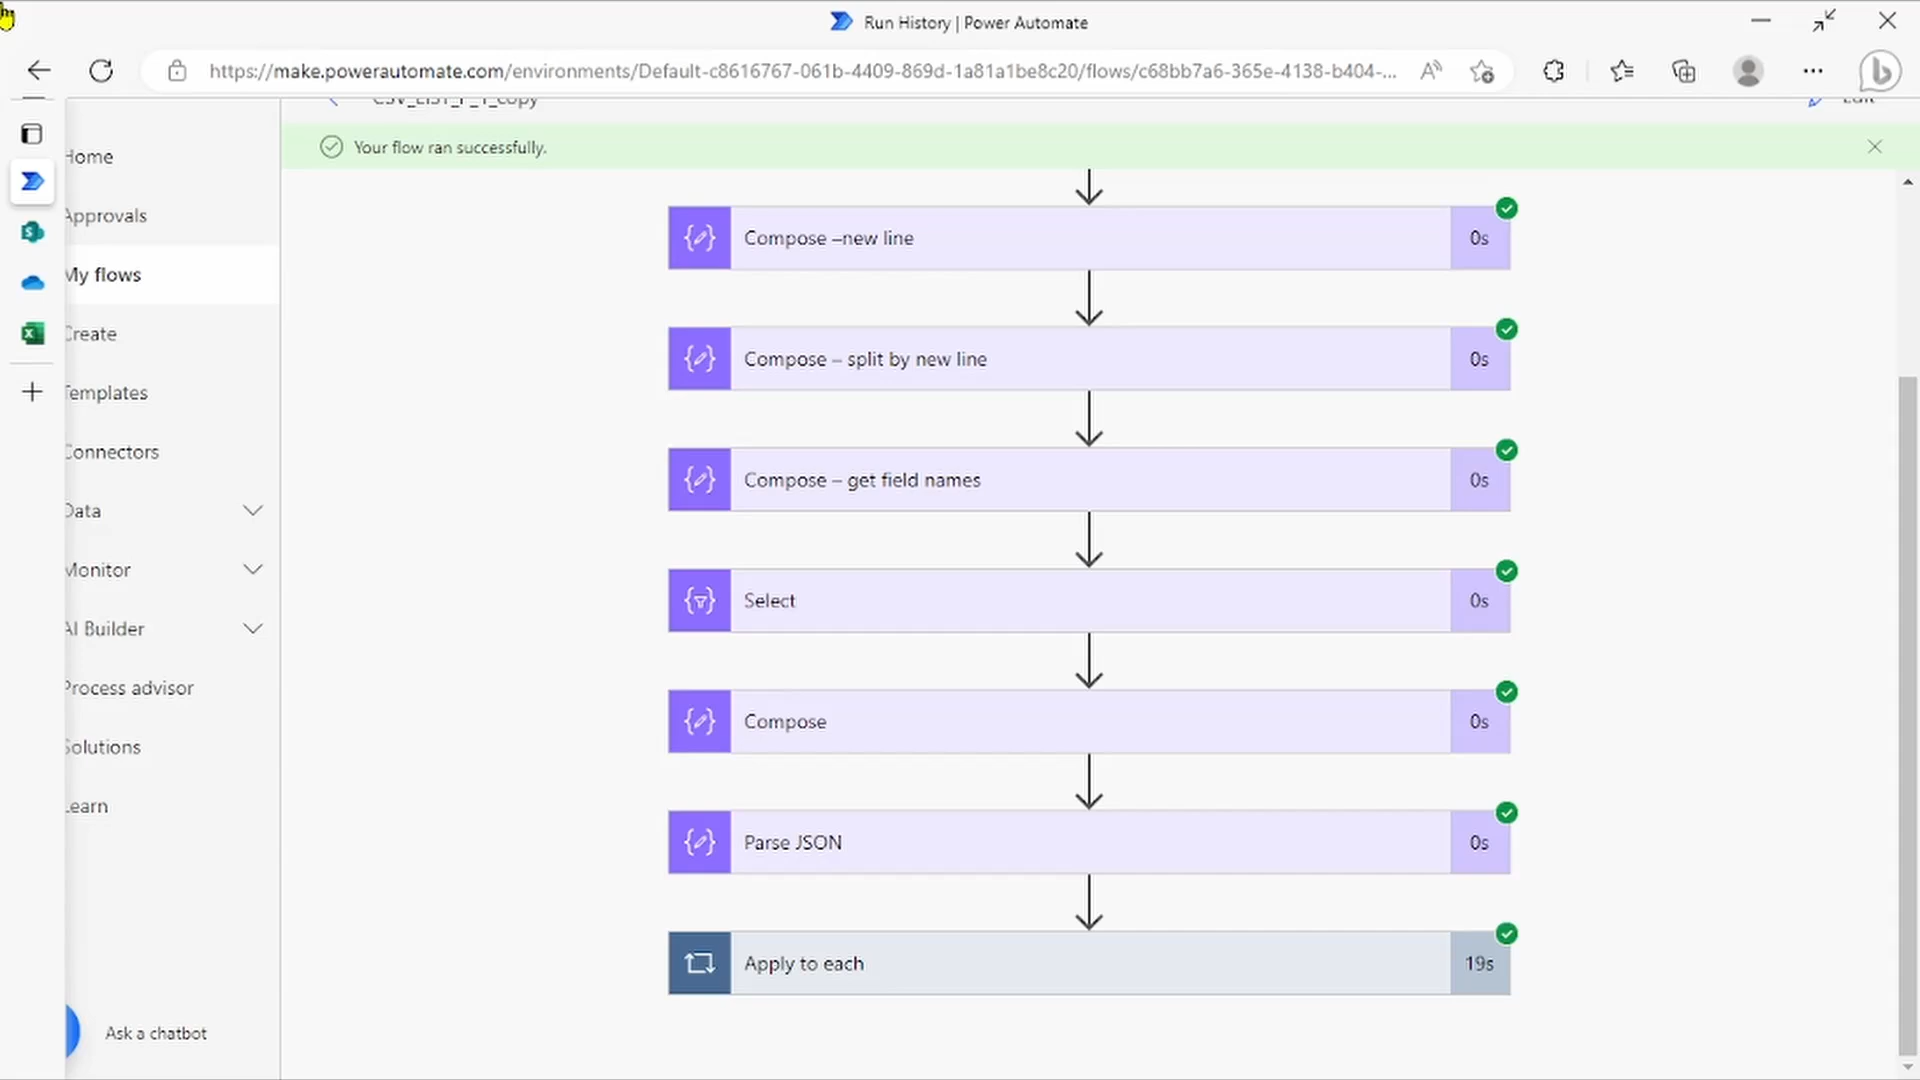 Run History | Power Automate
https://make.powerautomate.com/environments/Default-c8616767-061b-4409-869d-1a81a1be8c20/flows/c68bb7a6-365e-4138-b404-...
CSV_LIST_P_1_copy
Edit
Your flow ran successfully.
Home
Approvals
My flows
Create
Templates
Connectors
Data
Monitor
AI Builder
Process advisor
Solutions
Learn
Ask a chatbot
Compose –new line 0s
Compose – split by new line 0s
Compose – get field names 0s
Select 0s
Compose 0s
Parse JSON 0s
Apply to each 19s